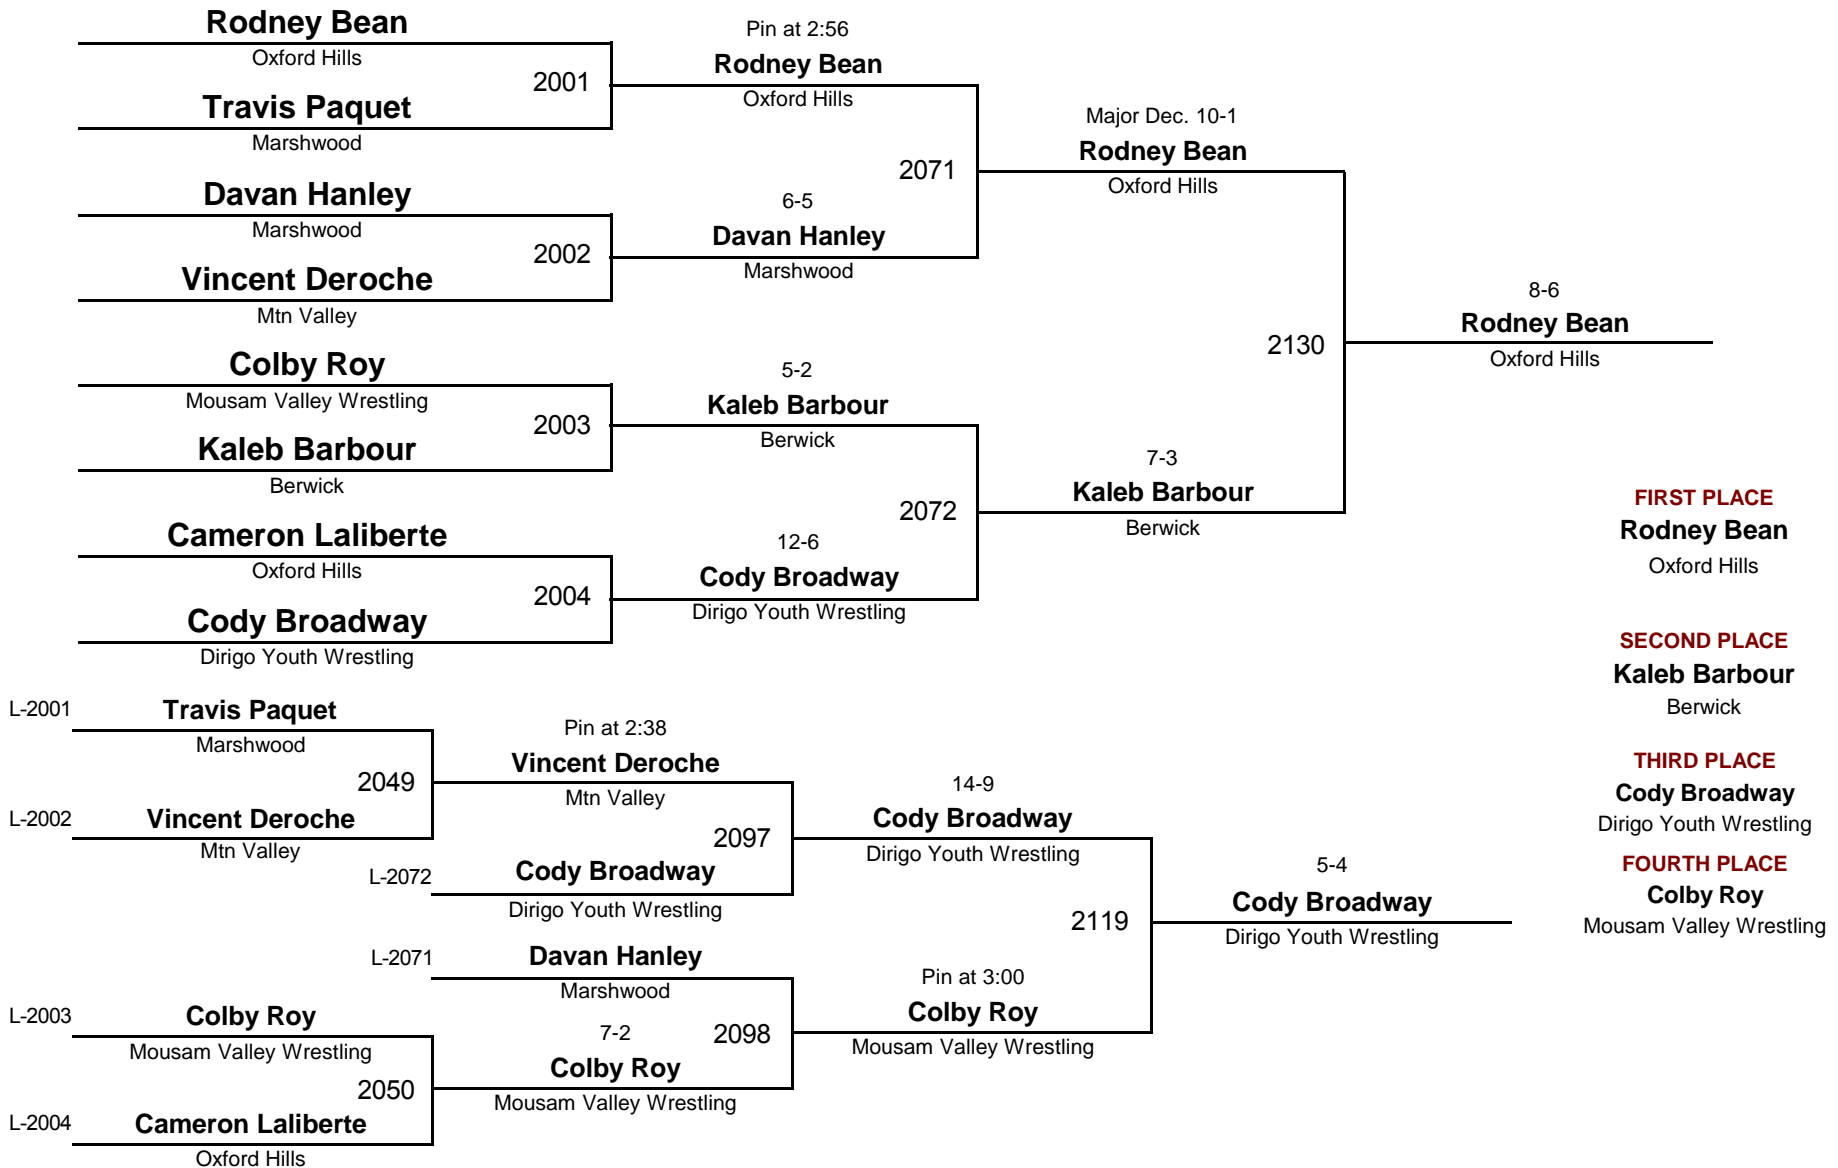 Rodney Bean
Oxford Hills
2001
Travis Paquet
Marshwood
Pin at 2:56
Rodney Bean
Oxford Hills
Davan Hanley
Marshwood
2002
Vincent Deroche
Mtn Valley
6-5
Davan Hanley
Marshwood
2071
Major Dec. 10-1
Rodney Bean
Oxford Hills
Colby Roy
Mousam Valley Wrestling
2003
Kaleb Barbour
Berwick
5-2
Kaleb Barbour
Berwick
Cameron Laliberte
Oxford Hills
2004
Cody Broadway
Dirigo Youth Wrestling
12-6
Cody Broadway
Dirigo Youth Wrestling
2072
7-3
Kaleb Barbour
Berwick
2130
8-6
Rodney Bean
Oxford Hills
FIRST PLACE
Rodney Bean
Oxford Hills
SECOND PLACE
Kaleb Barbour
Berwick
THIRD PLACE
Cody Broadway
Dirigo Youth Wrestling
FOURTH PLACE
Colby Roy
Mousam Valley Wrestling
L-2001
Travis Paquet
Marshwood
2049
L-2002
Vincent Deroche
Mtn Valley
Pin at 2:38
Vincent Deroche
Mtn Valley
2097
L-2072
Cody Broadway
Dirigo Youth Wrestling
14-9
Cody Broadway
Dirigo Youth Wrestling
L-2071
Davan Hanley
Marshwood
L-2003
Colby Roy
Mousam Valley Wrestling
2050
L-2004
Cameron Laliberte
Oxford Hills
7-2
Colby Roy
Mousam Valley Wrestling
2098
Pin at 3:00
Colby Roy
Mousam Valley Wrestling
2119
5-4
Cody Broadway
Dirigo Youth Wrestling